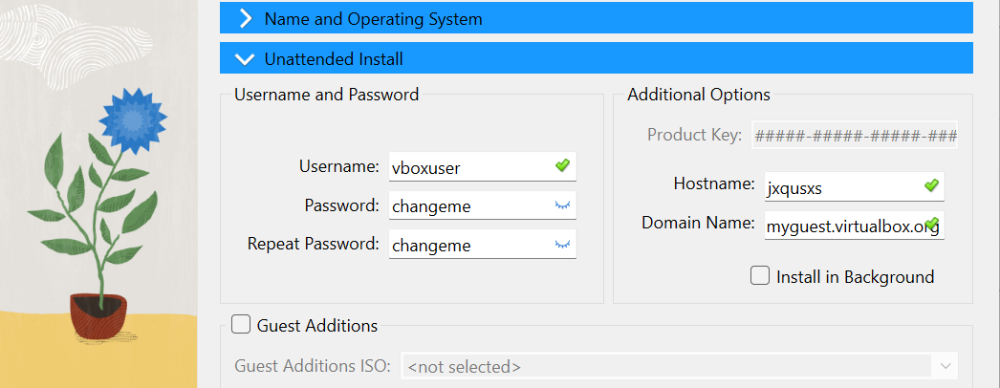 Name and Operating System
Unattended Install
Username and Password
Username: vboxuser
Password: changeme
Repeat Password: changeme
Additional Options
Product Key: #####-#####-#####-###
Hostname: jxqusxs
Domain Name: myguest.virtualbox.org
Install in Background
Guest Additions
Guest Additions ISO: <not selected>